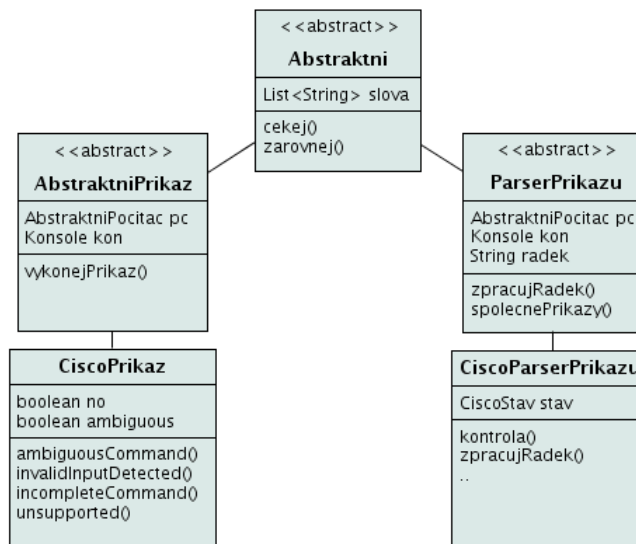 <<abstract>>
Abstraktni
List<String> slova
cekej()
zarovnej()
<<abstract>>
AbstraktniPrikaz
AbstraktniPocitac pc
Konsole kon
vykonejPrikaz()
<<abstract>>
ParserPrikazu
AbstraktniPocitac pc
Konsole kon
String radek
zpracujRadek()
spolecnePrikazy()
CiscoPrikaz
boolean no
boolean ambiguous
ambiguousCommand()
invalidInputDetected()
incompleteCommand()
unsupported()
CiscoParserPrikazu
CiscoStav stav
kontrola()
zpracujRadek()
..